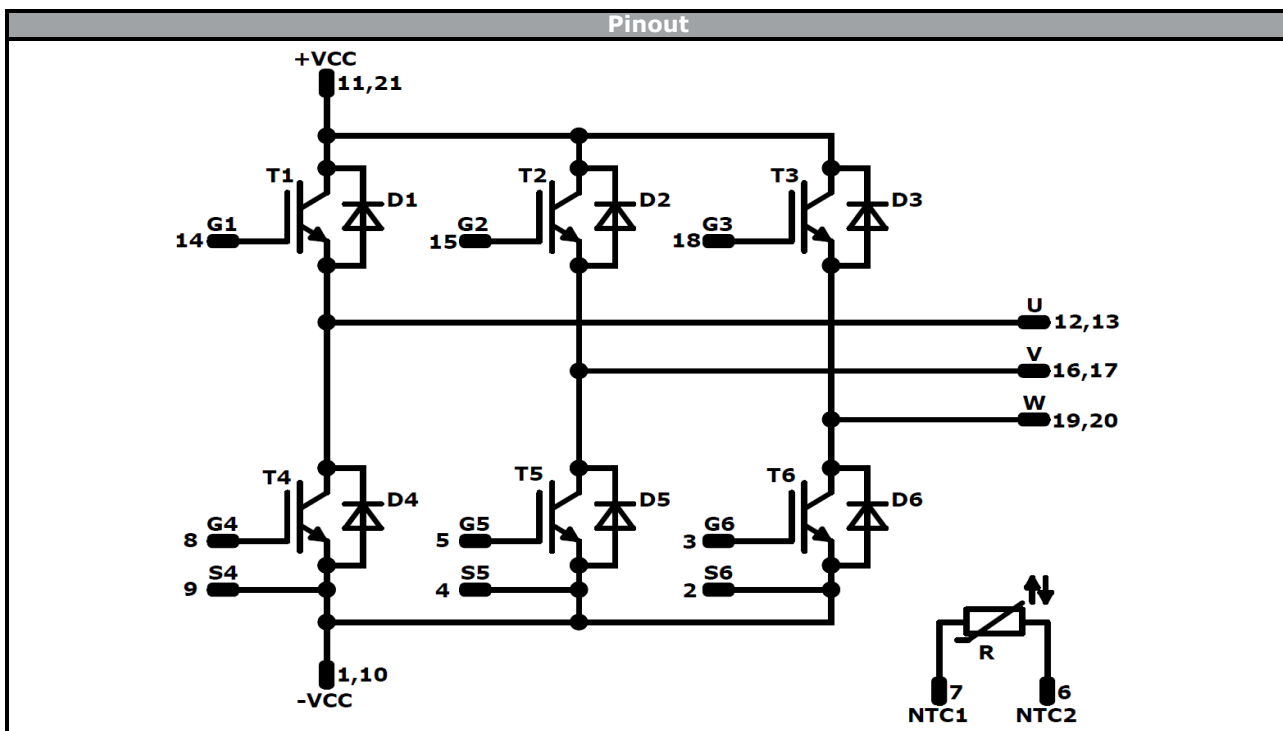 Pinout
+VCC
11,21
T1
T2
T3
D1
D2
D3
G1
G2
G3
14
15
18
U
12,13
V
16,17
W
19,20
T4
T5
T6
D4
D5
D6
G4
G5
G6
8
5
3
S4
S5
S6
9
4
2
R
1,10
-VCC
7
6
NTC1
NTC2